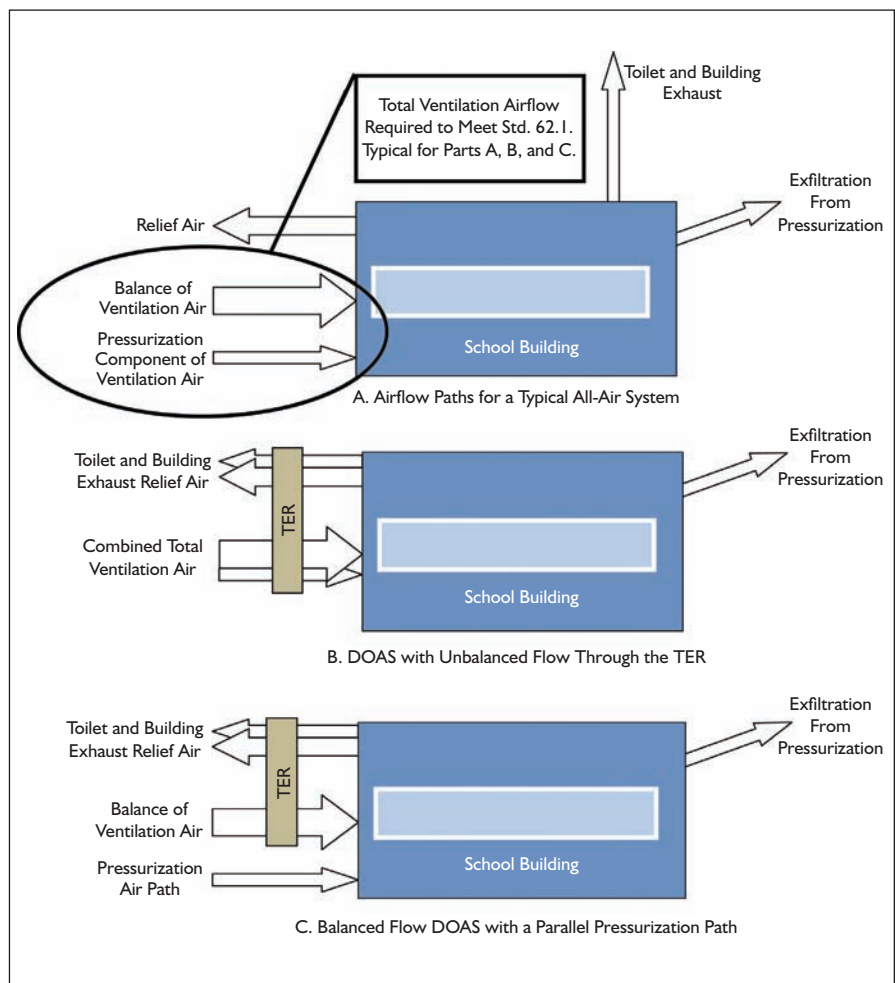 Total Ventilation Airflow
Required to Meet Std. 62.1.
Typical for Parts A, B, and C.
Toilet and Building
Exhaust
Exfiltration
From
Pressurization
Relief Air
Balance of
Ventilation Air
Pressurization
Component of
Ventilation Air
School Building
A. Airflow Paths for a Typical All-Air System
Toilet and Building
Exhaust Relief Air
TER
Combined Total
Ventilation Air
Exfiltration
From
Pressurization
School Building
B. DOAS with Unbalanced Flow Through the TER
Toilet and Building
Exhaust Relief Air
TER
Balance of
Ventilation Air
Pressurization
Air Path
Exfiltration
From
Pressurization
School Building
C. Balanced Flow DOAS with a Parallel Pressurization Path